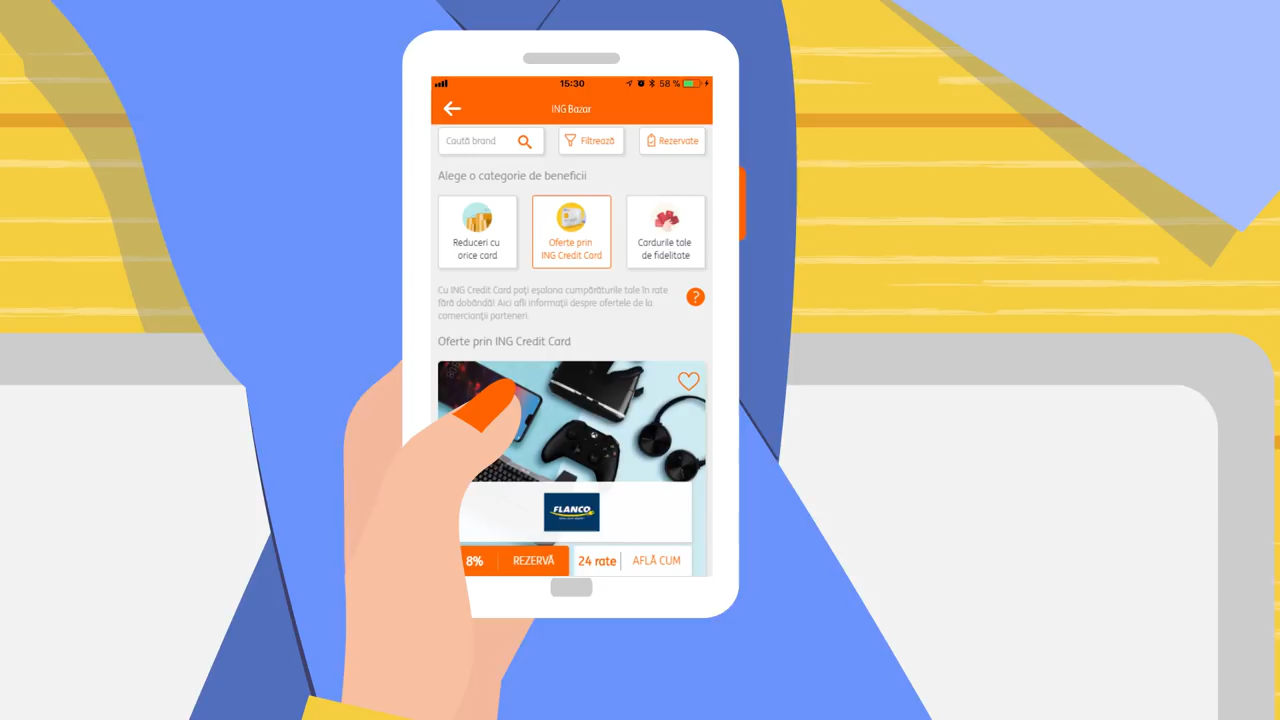 15:30
58 %
ING Bazar
Caută brand
Filtrează
Rezervate
Alege o categorie de beneficii
Reduceri cu
orice card
Oferte prin
ING Credit Card
Cardurile tale
de fidelitate
Cu ING Credit Card poți eșalona cumpărăturile tale în rate
fără dobândă! Aici afli informații despre ofertele de la
comercianții parteneri.
?
Oferte prin ING Credit Card
FLANCO
8%
REZERVĂ
24 rate
AFLĂ CUM